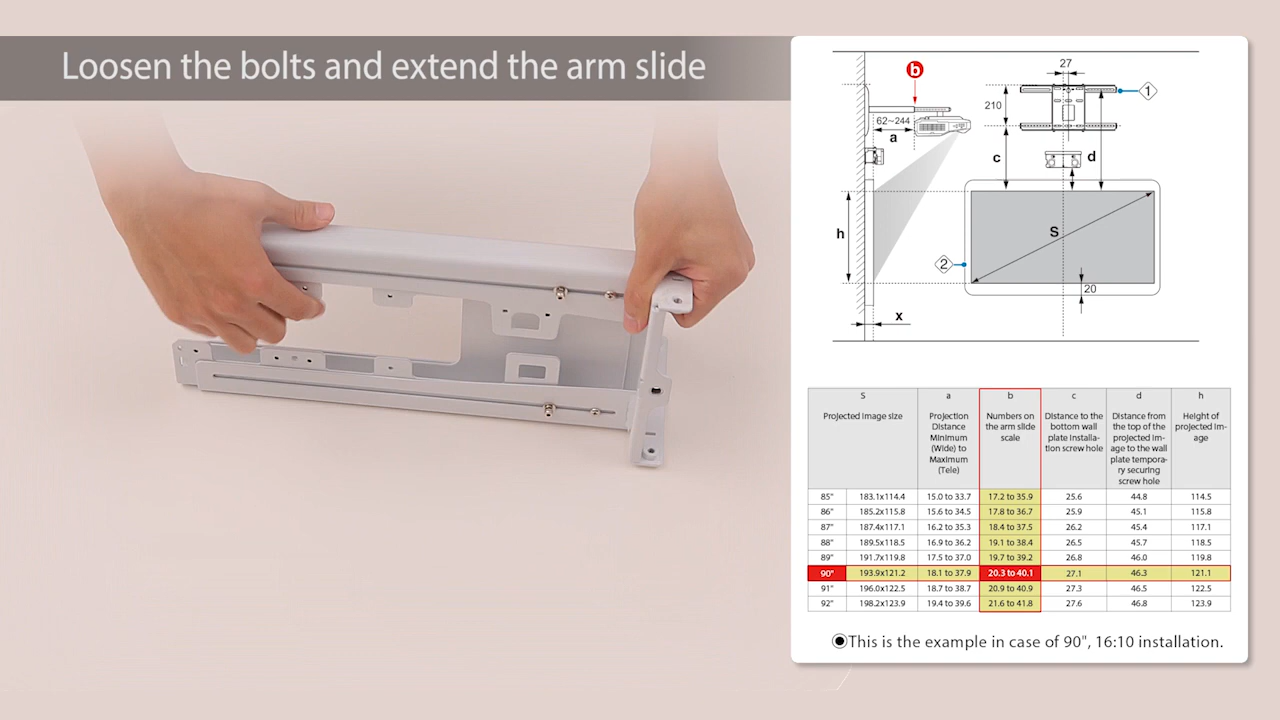 Loosen the bolts and extend the arm slide
b
27
1
210
62~244
a
c
d
h
S
2
20
x
S
a
b
c
d
h
Projected image size
Projection
Distance
Minimum
(Wide) to
Maximum
(Tele)
Numbers on
the arm slide
scale
Distance to the
bottom wall
plate installa-
tion screw hole
Distance from
the top of the
projected im-
age to the wall
plate tempora-
ry securing
screw hole
Height of
projected im-
age
85" 183.1x114.4 15.0 to 33.7 17.2 to 35.9 25.6 44.8 114.5
86" 185.2x115.8 15.6 to 34.5 17.8 to 36.7 25.9 45.1 115.8
87" 187.4x117.1 16.2 to 35.3 18.4 to 37.5 26.2 45.4 117.1
88" 189.5x118.5 16.9 to 36.2 19.1 to 38.4 26.5 45.7 118.5
89" 191.7x119.8 17.5 to 37.0 19.7 to 39.2 26.8 46.0 119.8
90" 193.9x121.2 18.1 to 37.9 20.3 to 40.1 27.1 46.3 121.1
91" 196.0x122.5 18.7 to 38.7 20.9 to 40.9 27.3 46.5 122.5
92" 198.2x123.9 19.4 to 39.6 21.6 to 41.8 27.6 46.8 123.9
◉This is the example in case of 90", 16:10 installation.